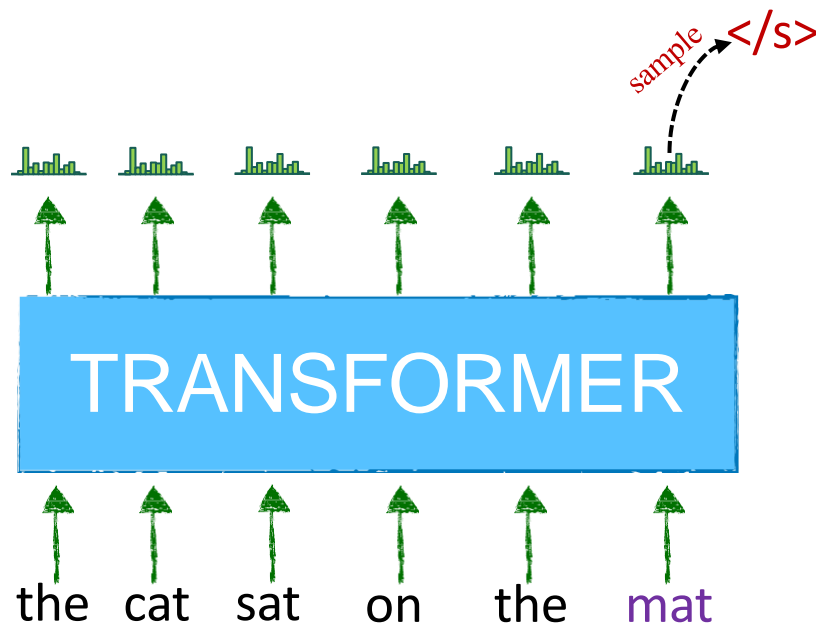 </s>
sample
TRANSFORMER
the cat sat on the mat